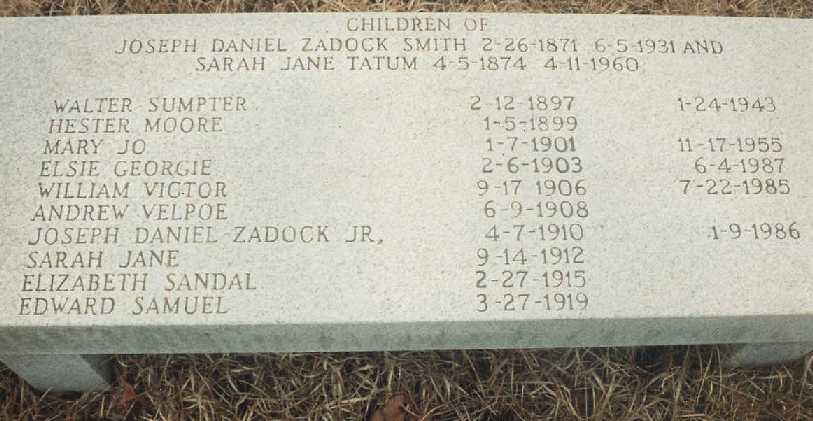 CHILDREN OF
JOSEPH DANIEL ZADOCK SMITH 2-26-1871 6-5-1931 AND
SARAH JANE TATUM 4-5-1874 4-11-1960
WALTER SUMPTER 2-12-1897 1-24-1943
HESTER MOORE 1-5-1899
MARY JO 1-7-1901 11-17-1955
ELSIE GEORGIE 2-6-1903 6-4-1987
WILLIAM VICTOR 9-17 1906 7-22-1985
ANDREW VELPOE 6-9-1908
JOSEPH DANIEL ZADOCK JR. 4-7-1910 1-9-1986
SARAH JANE 9-14-1912
ELIZABETH SANDAL 2-27-1915
EDWARD SAMUEL 3-27-1919